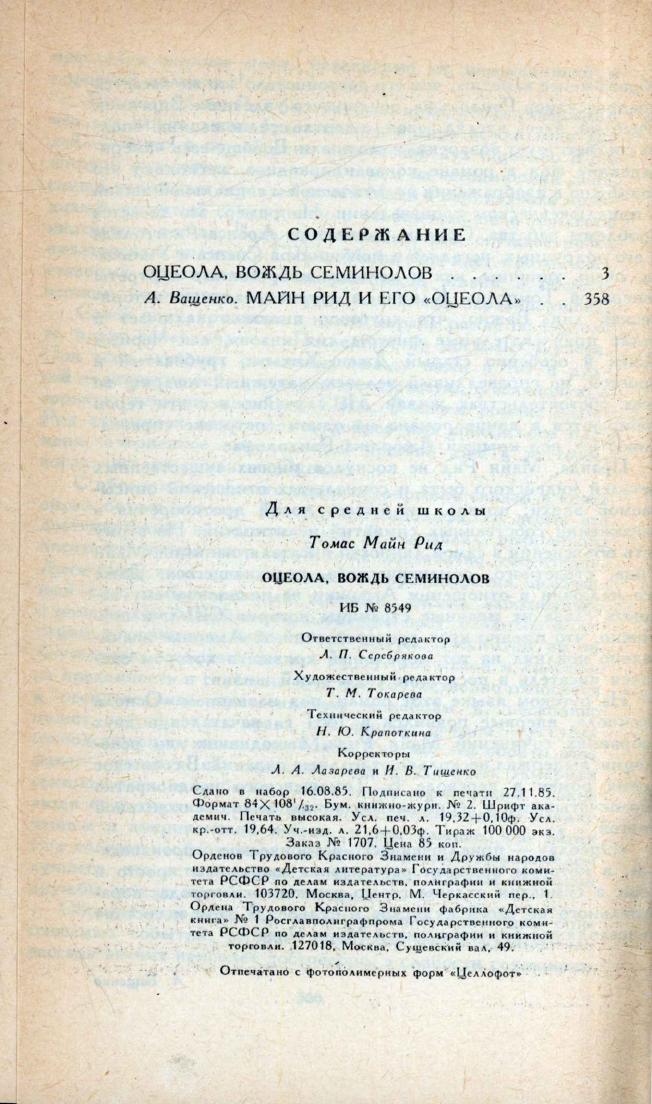 СОДЕРЖАНИЕ
ОЦЕОЛА, ВОЖДЬ СЕМИНОЛОВ . . . 3
А. Ващенко. МАЙН РИД И ЕГО «ОЦЕОЛА» . . 358
Для средней школы
Томас Майн Рид
ОЦЕОЛА, ВОЖДЬ СЕМИНОЛОВ
ИБ № 8549
Ответственный редактор
Л. П. Серебрякова
Художественный редактор
Т. М. Токарева
Технический редактор
Н. Ю. Крапоткина
Корректоры
Л. А. Лазарева и И. В. Тищенко
Сдано в набор 16.08.85. Подписано к печати 27.11.85.
Формат 84×108¹/₃₂. Бум. книжно-журн. № 2. Шрифт ака-
демич. Печать высокая. Усл. печ. л. 19,32+0,10ф. Усл.
кр.-отт. 19,64. Уч.-изд. л. 21,6+0,03ф. Тираж 100 000 экз.
Заказ № 1707. Цена 85 коп.
Орденов Трудового Красного Знамени и Дружбы народов
издательство «Детская литература» Государственного коми-
тета РСФСР по делам издательств, полиграфии и книжной
торговли. 103720, Москва, Центр, М. Черкасский пер., 1.
Ордена Трудового Красного Знамени фабрика «Детская
книга» № 1 Росглавполиграфпрома Государственного коми-
тета РСФСР по делам издательств, полиграфии и книжной
торговли. 127018, Москва, Сущевский вал, 49.
Отпечатано с фотополимерных форм «Целлофот»